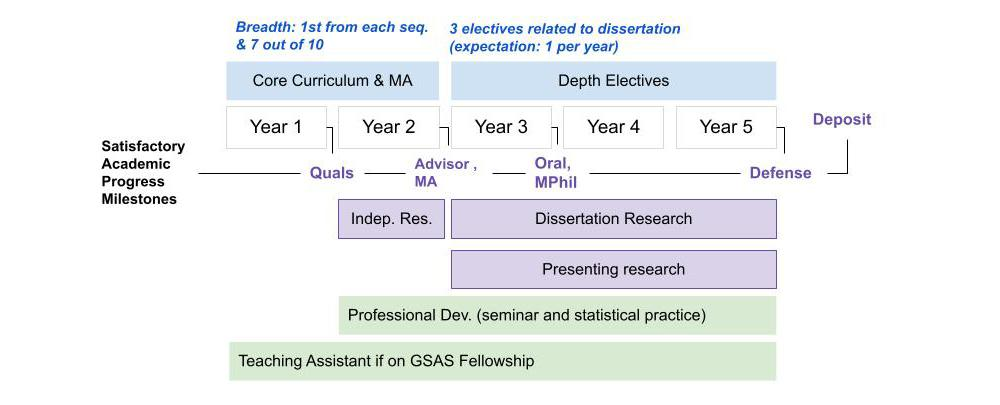 Breadth: 1st from each seq.
& 7 out of 10
3 electives related to dissertation
(expectation: 1 per year)
Core Curriculum & MA
Depth Electives
Year 1
Year 2
Year 3
Year 4
Year 5
Deposit
Satisfactory
Academic
Progress
Milestones
Quals
Advisor ,
MA
Oral,
MPhil
Defense
Indep. Res.
Dissertation Research
Presenting research
Professional Dev. (seminar and statistical practice)
Teaching Assistant if on GSAS Fellowship